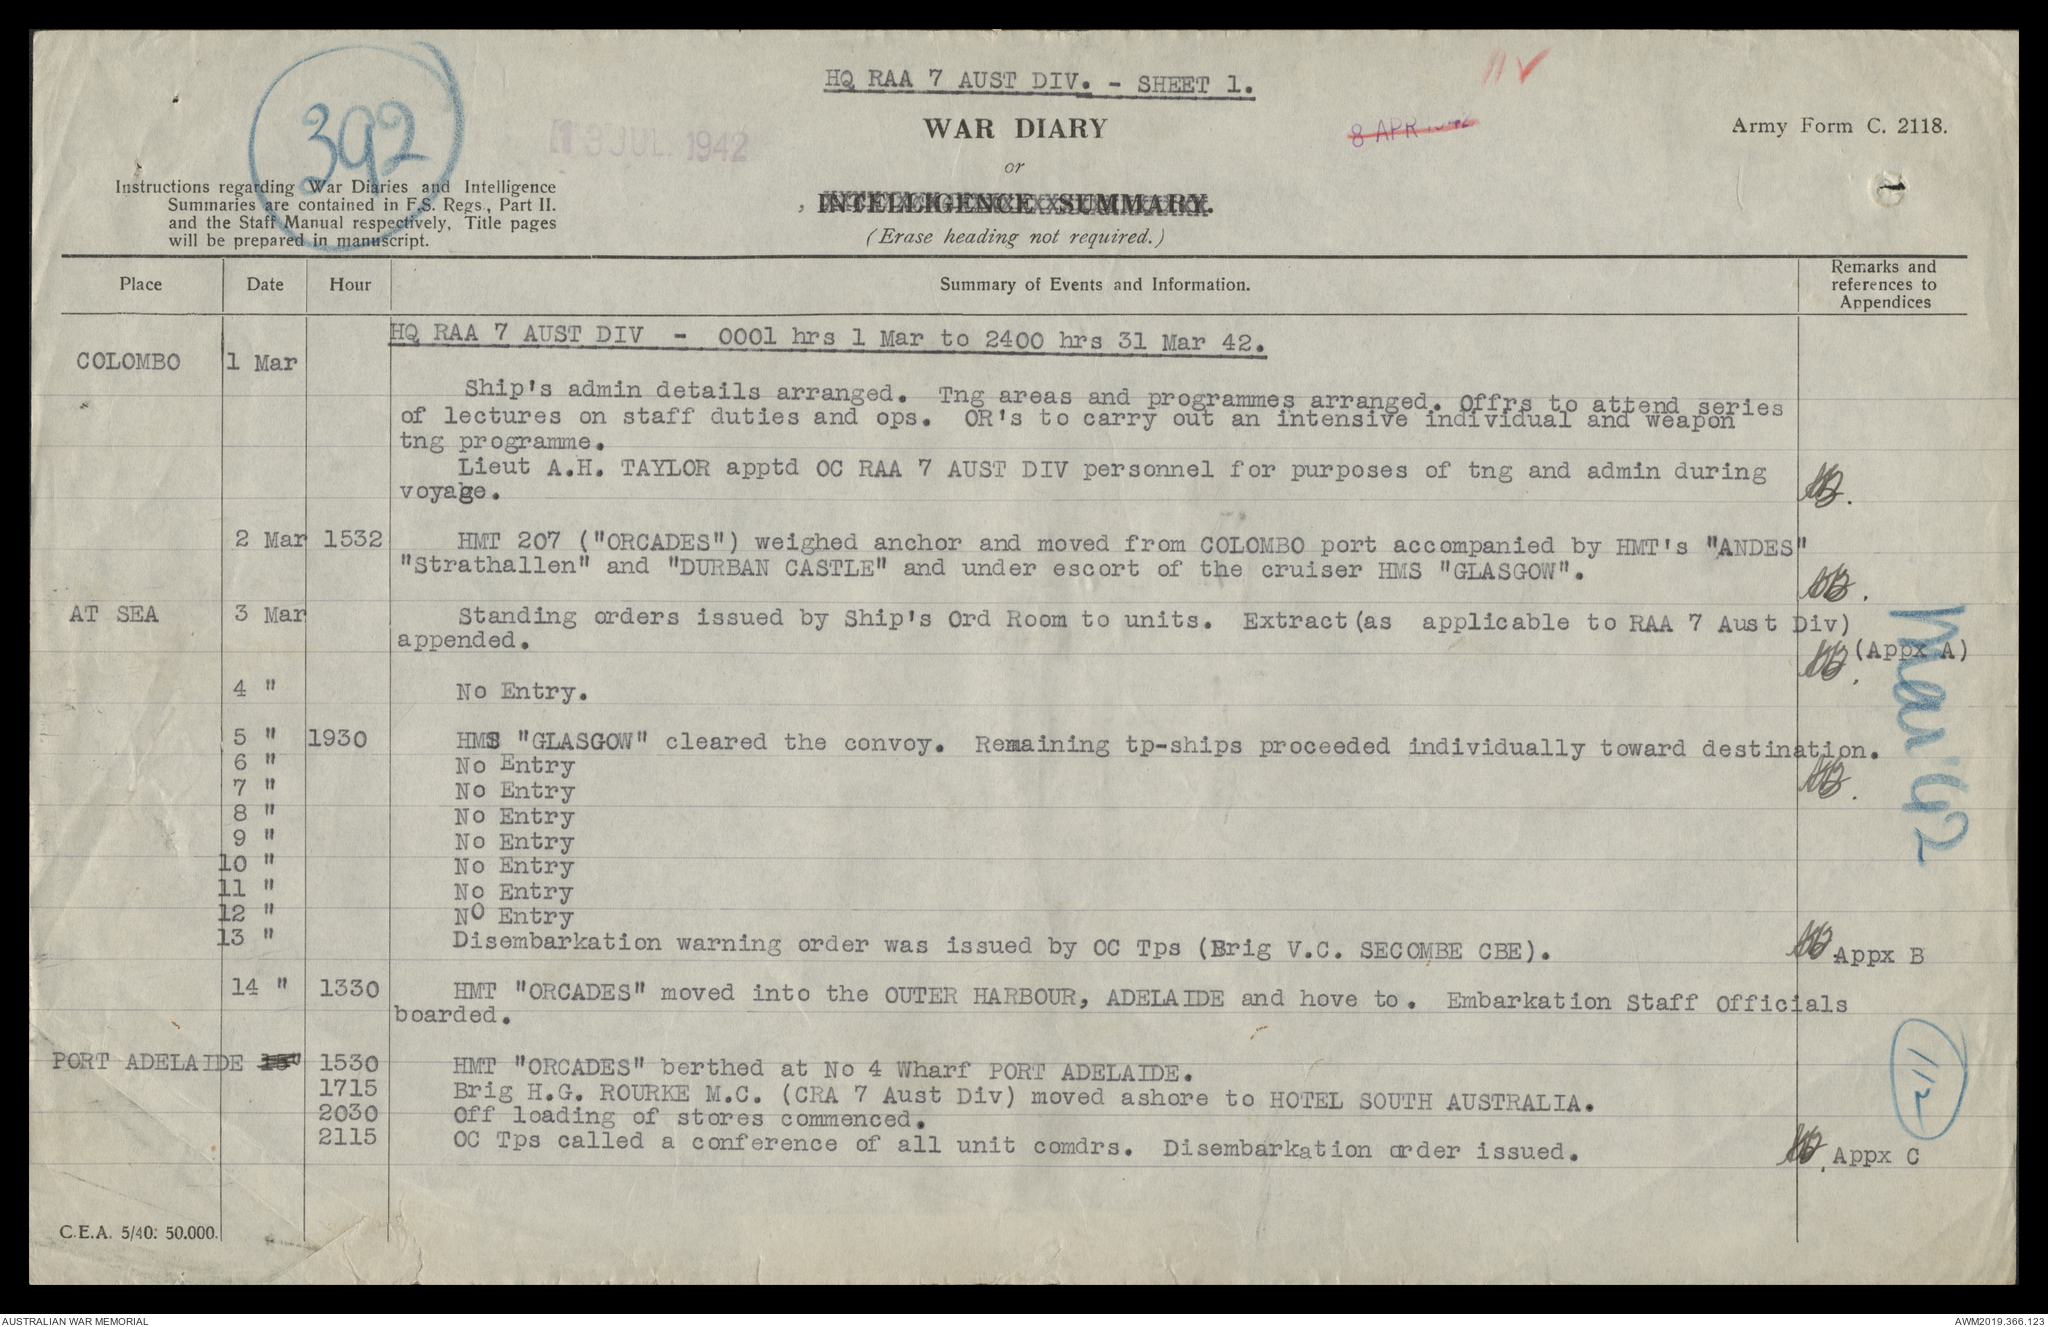 HQ RAA 7 AUST DIV. - SHEET 1.
392
13 JUL 1942
WAR DIARY
8 APR 1942
Army Form C. 2118.
or
1
Instructions regarding War Diaries and Intelligence
Summaries are contained in F.S. Regs., Part II.
and the Staff Manual respectively, Title pages
will be prepared in manuscript.
INTELLIGENCE SUMMARY.
(Erase heading not required.)
Place Date Hour Summary of Events and Information. Remarks and
references to
Appendices
HQ RAA 7 AUST DIV - 0001 hrs 1 Mar to 2400 hrs 31 Mar 42.
COLOMBO 1 Mar
Ship's admin details arranged. Tng areas and programmes arranged. Offrs to attend series
of lectures on staff duties and ops. OR's to carry out an intensive individual and weapon
tng programme.
Lieut A.H. TAYLOR apptd OC RAA 7 AUST DIV personnel for purposes of tng and admin during
voyage.
2 Mar 1532 HMT 207 ("ORCADES") weighed anchor and moved from COLOMBO port accompanied by HMT's "ANDES"
"Strathallen" and "DURBAN CASTLE" and under escort of the cruiser HMS "GLASGOW".
AT SEA 3 Mar Standing orders issued by Ship's Ord Room to units. Extract (as applicable to RAA 7 Aust Div)
appended. (Appx A)
4 " No Entry.
5 " 1930 HMS "GLASGOW" cleared the convoy. Remaining tp-ships proceeded individually toward destination.
6 " No Entry
7 " No Entry
8 " No Entry
9 " No Entry
10 " No Entry
11 " No Entry
12 " NO Entry
13 " Disembarkation warning order was issued by OC Tps (Brig V.C. SECOMBE CBE). Appx B
14 " 1330 HMT "ORCADES" moved into the OUTER HARBOUR, ADELAIDE and hove to. Embarkation Staff Officials
boarded.
PORT ADELAIDE 15" 1530 HMT "ORCADES" berthed at No 4 Wharf PORT ADELAIDE.
1715 Brig H.G. ROURKE M.C. (CRA 7 Aust Div) moved ashore to HOTEL SOUTH AUSTRALIA.
2030 Off loading of stores commenced.
2115 OC Tps called a conference of all unit comdrs. Disembarkation order issued. Appx C
Mar '42
112
C.E.A. 5/40: 50.000.
AUSTRALIAN WAR MEMORIAL
AWM2019.366.123